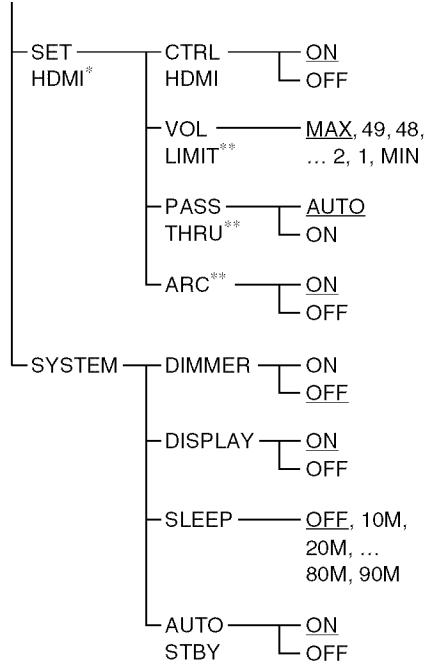 SET HDMI*
CTRL HDMI
ON
OFF
VOL LIMIT**
MAX, 49, 48,
... 2, 1, MIN
PASS THRU**
AUTO
ON
ARC**
ON
OFF
SYSTEM
DIMMER
ON
OFF
DISPLAY
ON
OFF
SLEEP
OFF, 10M,
20M, ...
80M, 90M
AUTO STBY
ON
OFF